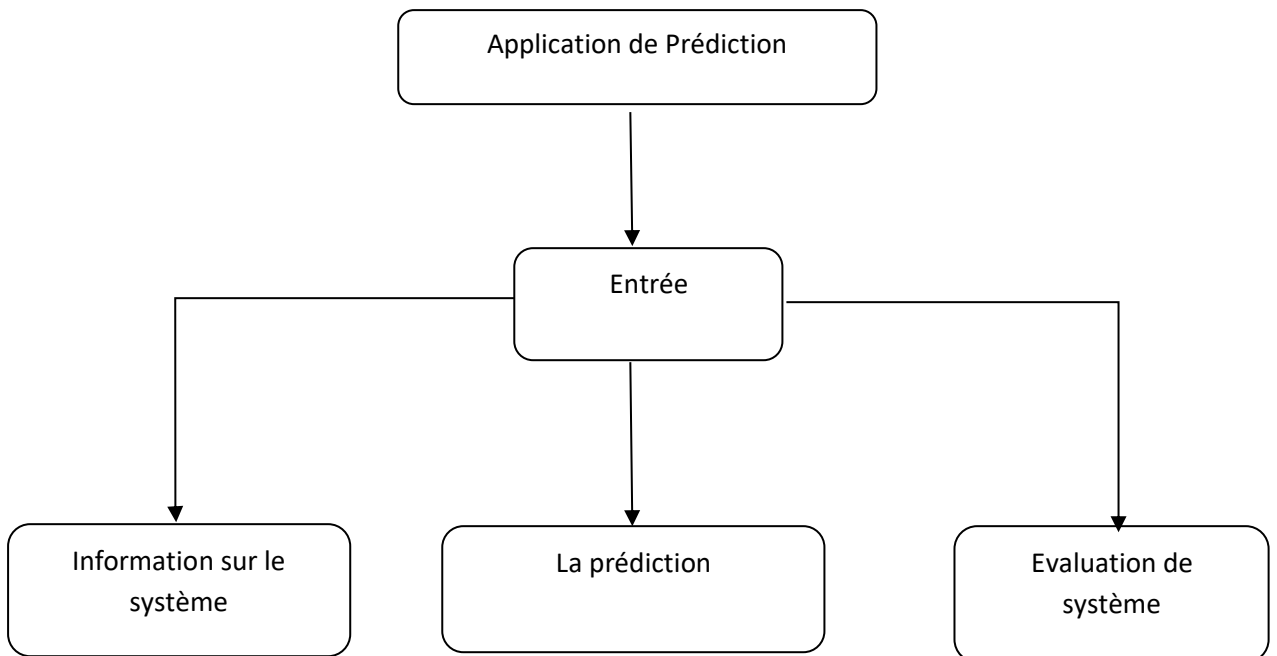 Application de Prédiction
Entrée
Information sur le
système
La prédiction
Evaluation de
système